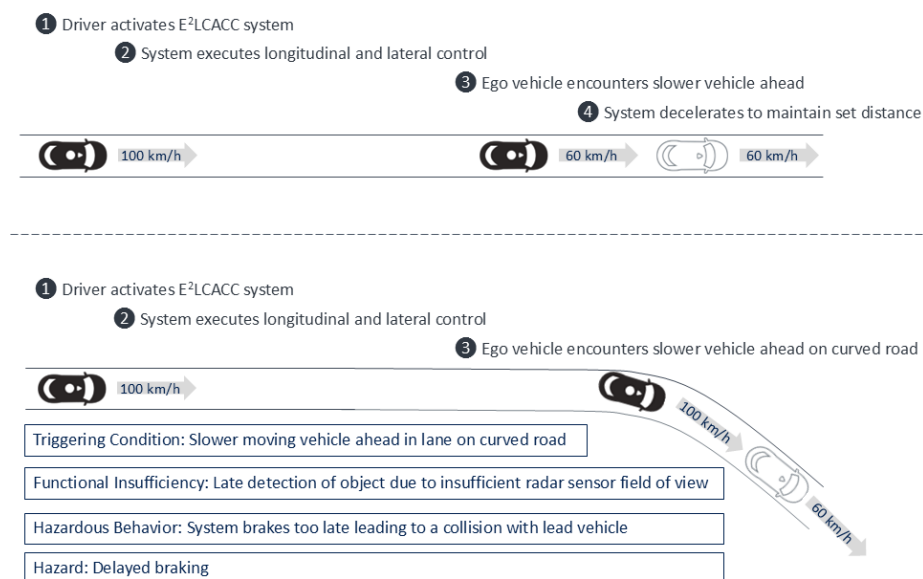 1 Driver activates E²LCACC system
2 System executes longitudinal and lateral control
3 Ego vehicle encounters slower vehicle ahead
4 System decelerates to maintain set distance
100 km/h
60 km/h
60 km/h
1 Driver activates E²LCACC system
2 System executes longitudinal and lateral control
3 Ego vehicle encounters slower vehicle ahead on curved road
100 km/h
100 km/h
60 km/h
Triggering Condition: Slower moving vehicle ahead in lane on curved road
Functional Insufficiency: Late detection of object due to insufficient radar sensor field of view
Hazardous Behavior: System brakes too late leading to a collision with lead vehicle
Hazard: Delayed braking